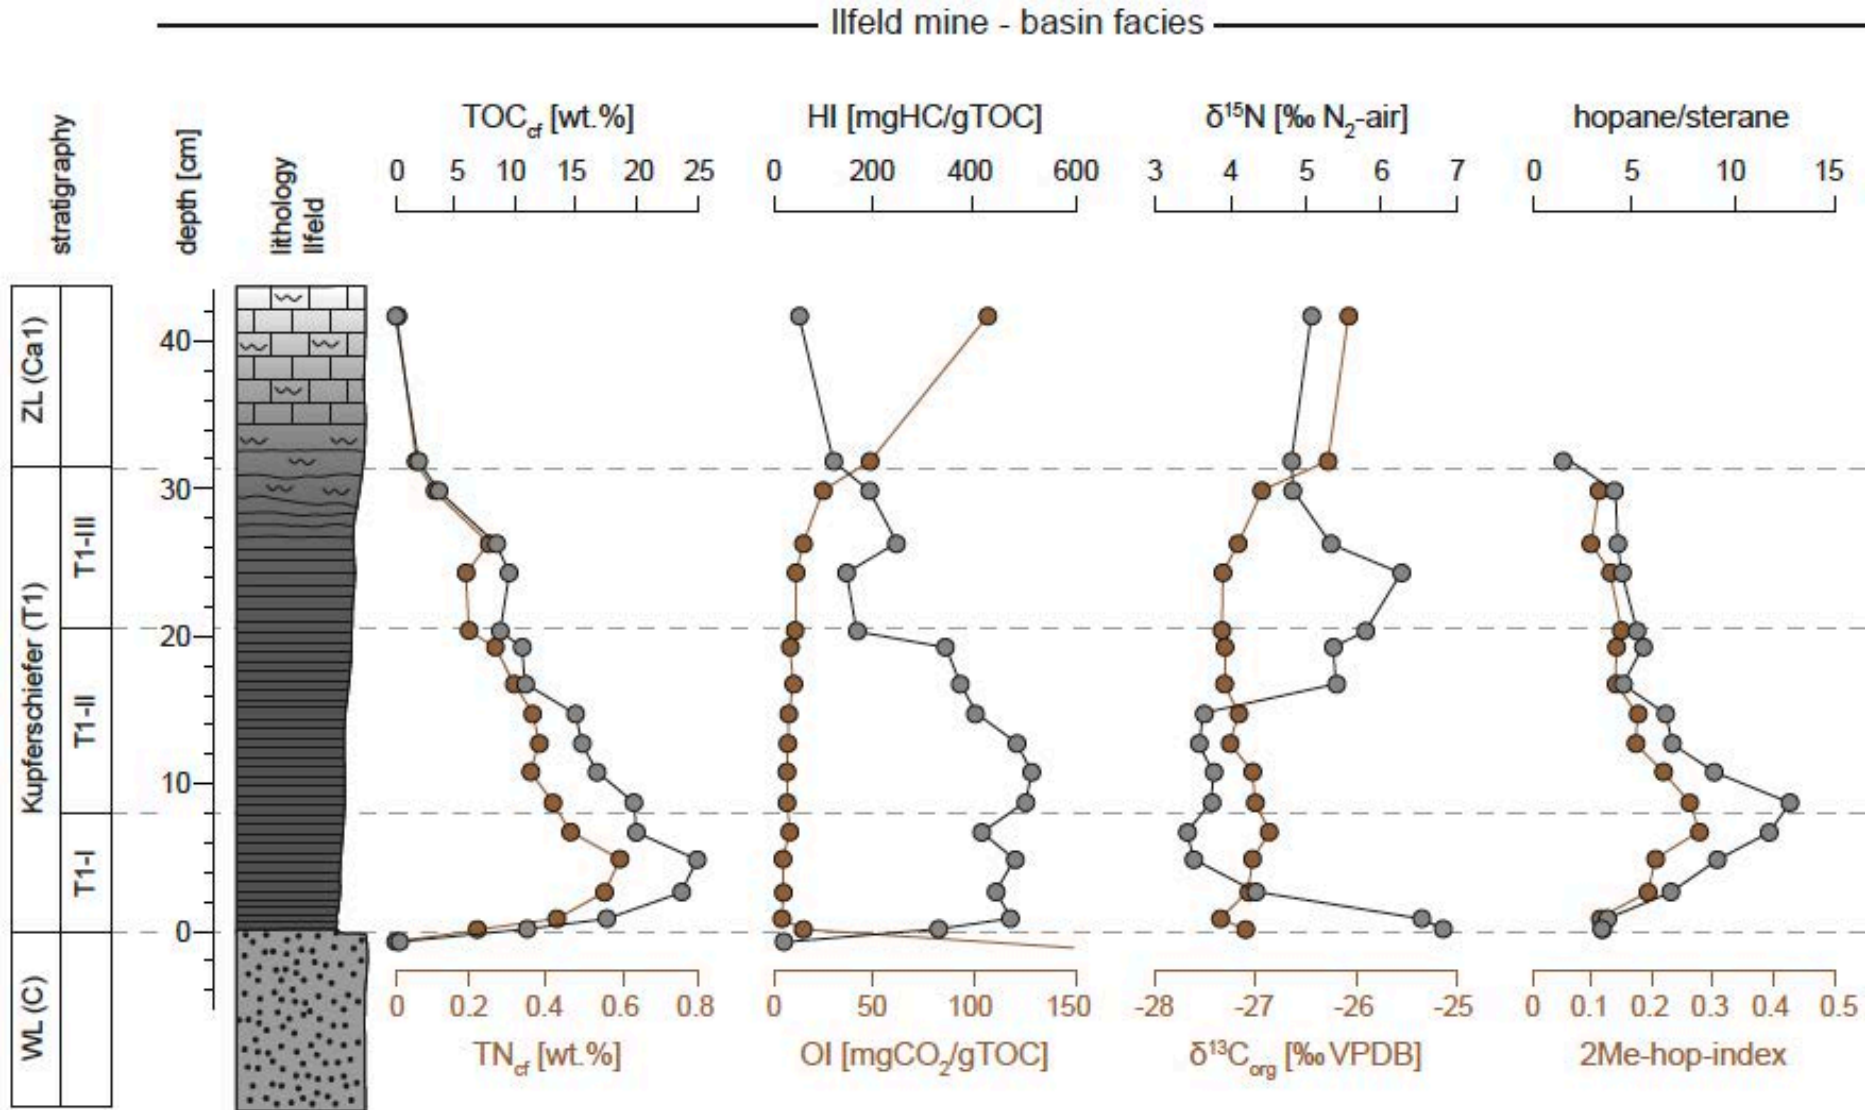 Ilfeld mine - basin facies
stratigraphy
depth [cm]
lithology
Ilfeld
TOCcf [wt.%]
0 5 10 15 20 25
HI [mgHC/gTOC]
0 200 400 600
δ15N [‰ N2-air]
3 4 5 6 7
hopane/sterane
0 5 10 15
ZL (Ca1)
Kupferschiefer (T1)
T1-III
T1-II
T1-I
WL (C)
40
30
20
10
0
0 0.2 0.4 0.6 0.8
TNcf [wt.%]
0 50 100 150
OI [mgCO2/gTOC]
-28 -27 -26 -25
δ13Corg [‰ VPDB]
0 0.1 0.2 0.3 0.4 0.5
2Me-hop-index